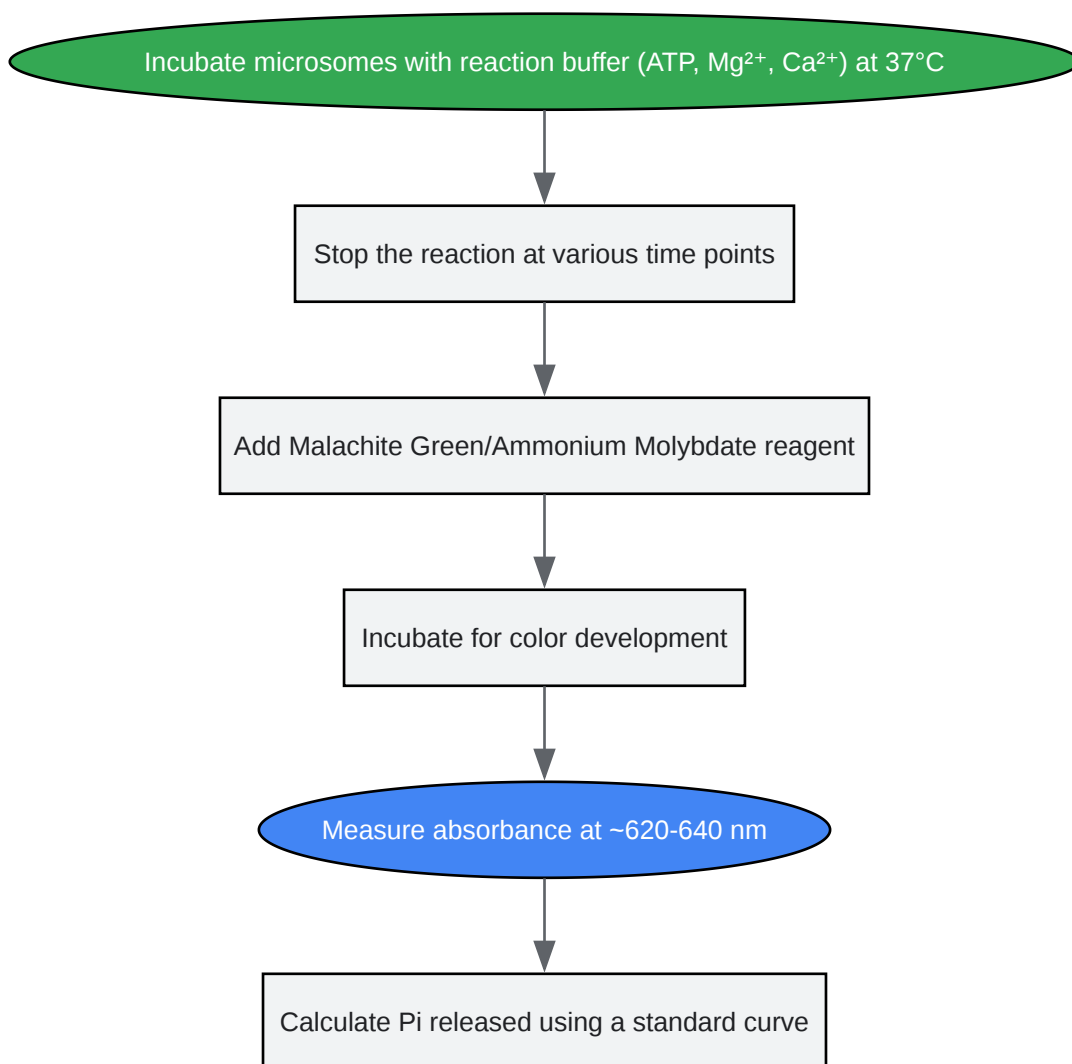 Incubate microsomes with reaction buffer (ATP, Mg²⁺, Ca²⁺) at 37°C
Stop the reaction at various time points
Add Malachite Green/Ammonium Molybdate reagent
Incubate for color development
Measure absorbance at ~620-640 nm
Calculate Pi released using a standard curve